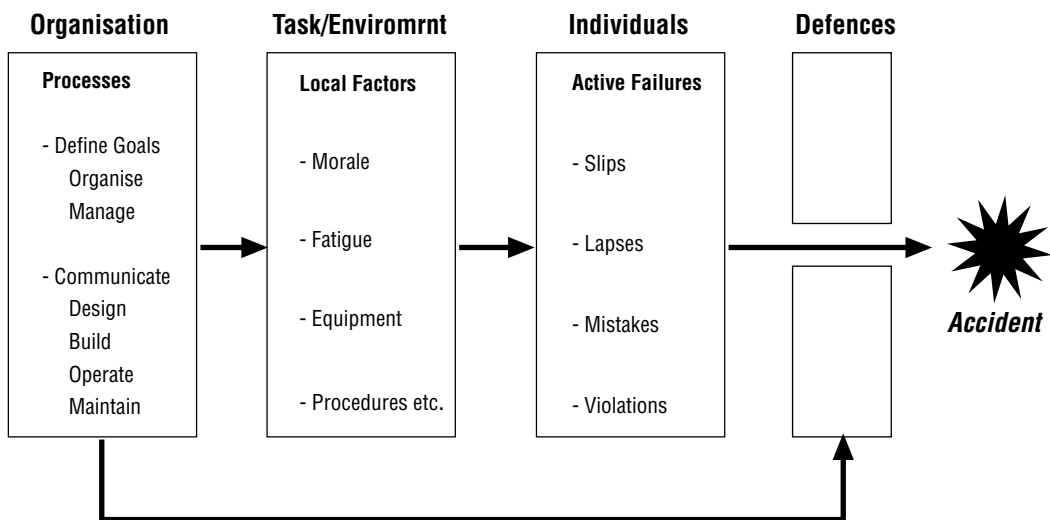 Organisation
Processes
- Define Goals
Organise
Manage
- Communicate
Design
Build
Operate
Maintain
Task/Enviromrnt
Local Factors
- Morale
- Fatigue
- Equipment
- Procedures etc.
Individuals
Active Failures
- Slips
- Lapses
- Mistakes
- Violations
Defences
Accident